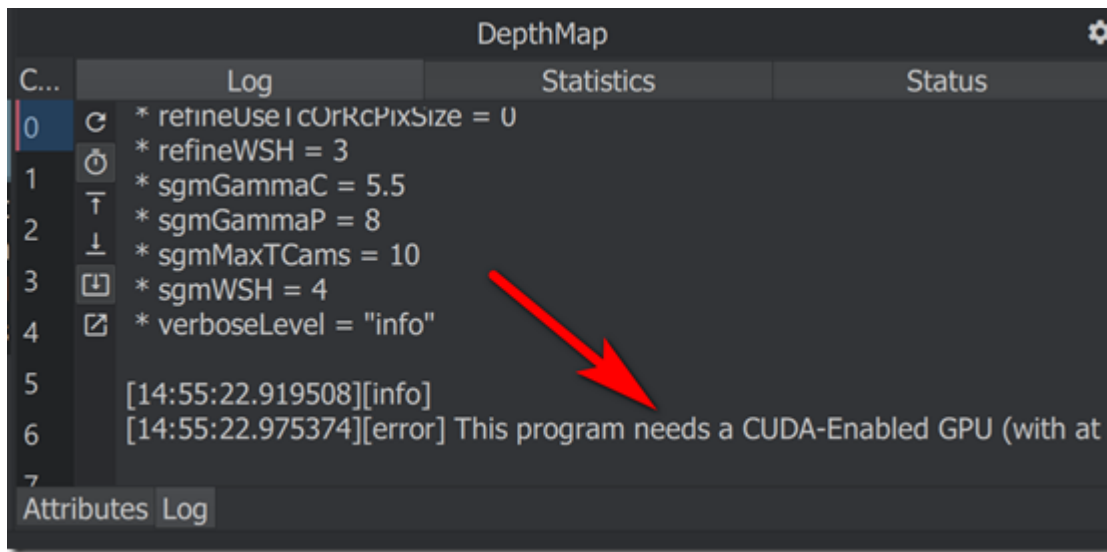 DepthMap
C... Log Statistics Status
0
1
2
3
4
5
6
7
* refineUseTcOrRcPixSize = 0
* refineWSH = 3
* sgmGammaC = 5.5
* sgmGammaP = 8
* sgmMaxTCams = 10
* sgmWSH = 4
* verboseLevel = "info"
[14:55:22.919508][info]
[14:55:22.975374][error] This program needs a CUDA-Enabled GPU (with at
Attributes Log